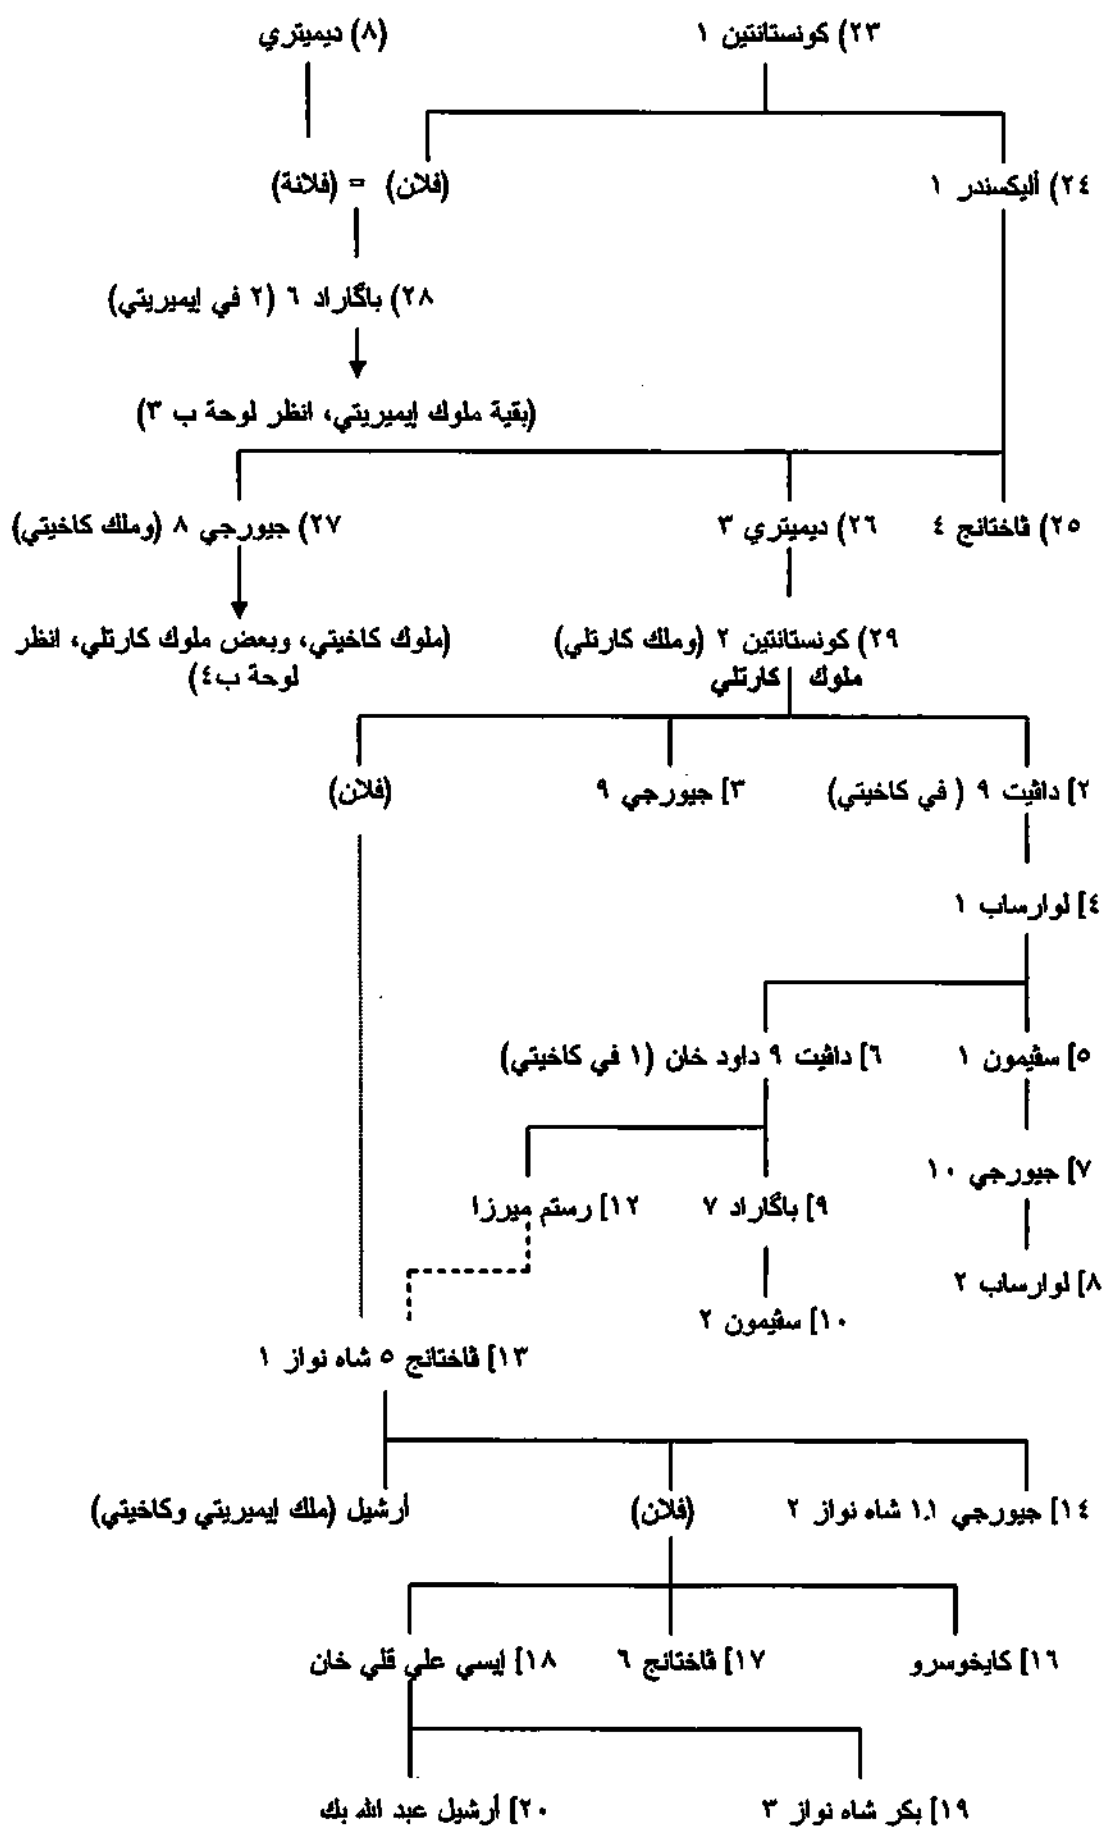 ٢٣) كونستانتين ١
(٨) ديميتري
٢٤) أليكسندر ١
(فلان) = (فلانة)
٢٨) باگاراد ٦ (٢ في إيميريتي)
(بقية ملوك إيميريتي، انظر لوحة ب ٣)
٢٥) ڤاختانج ٤
٢٦) ديميتري ٣
٢٧) جيورجي ٨ (وملك كاخيتي)
٢٩) كونستانتين ٢ (وملك كارتلي)
ملوك كارتلي
(ملوك كاخيتي، وبعض ملوك كارتلي، انظر
لوحة ب٤)
٢] داڤيت ٩ ( في كاخيتي)
٣] جيورجي ٩
(فلان)
٤] لوارساب ١
٥] سڤيمون ١
٦] داڤيت ٩ داود خان (١ في كاخيتي)
٧] جيورجي ١٠
٩] باگاراد ٧
١٢] رستم ميرزا
٨] لوارساب ٢
١٠] سڤيمون ٢
١٣] ڤاختانج ٥ شاه نواز ١
١٤] جيورجي ١١ شاه نواز ٢
(فلان)
أرشيل (ملك إيميريتي وكاخيتي)
١٦] كايخوسرو
١٧] ڤاختانج ٦
١٨] إيسي علي قلي خان
١٩] بكر شاه نواز ٣
٢٠] أرشيل عبد الله بك